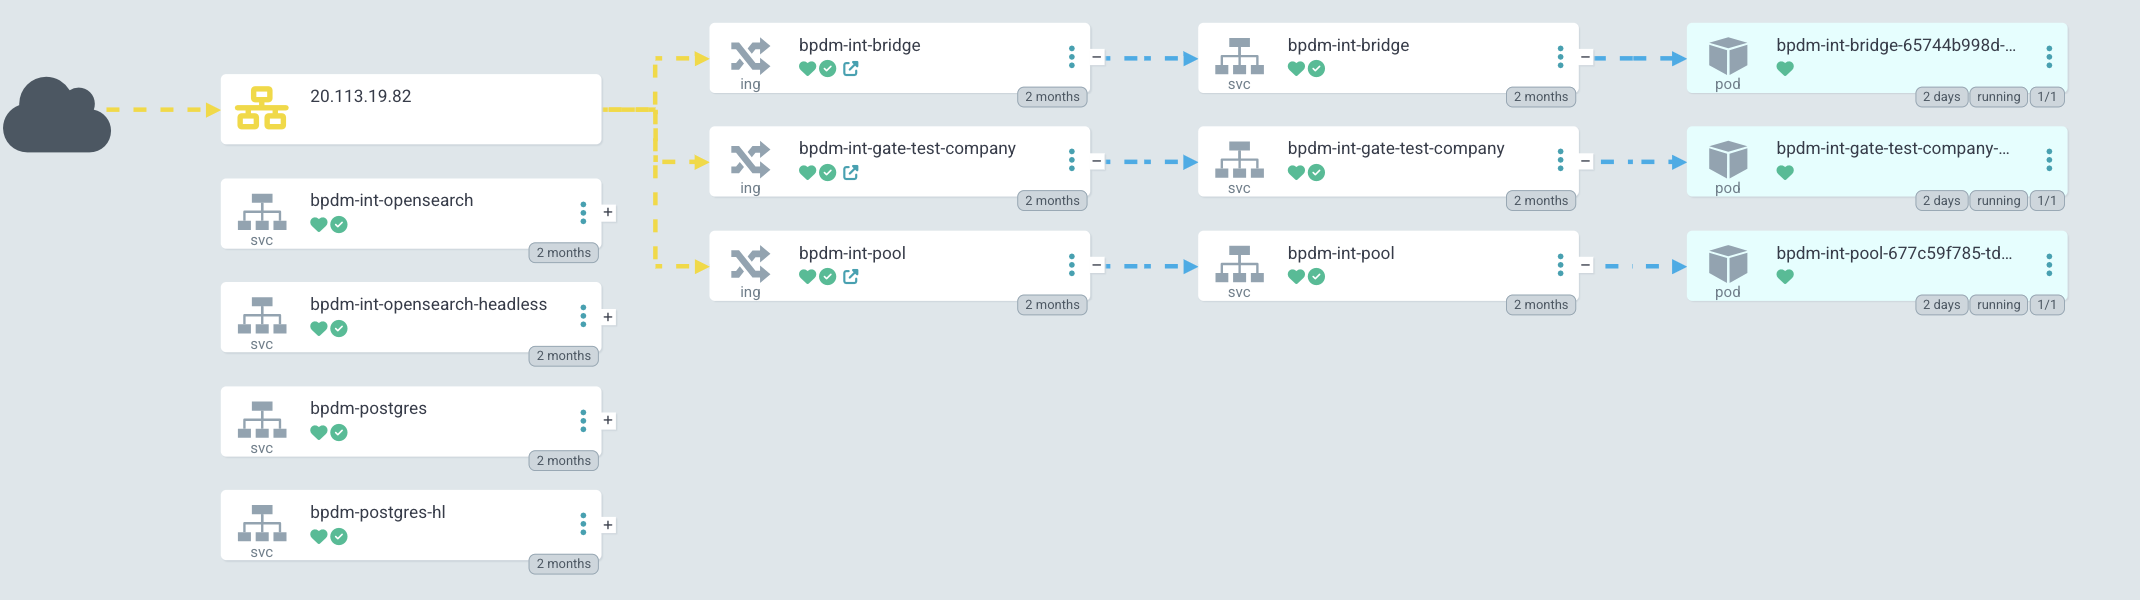 20.113.19.82
svc
bpdm-int-opensearch
2 months
+
svc
bpdm-int-opensearch-headless
2 months
+
svc
bpdm-postgres
2 months
+
svc
bpdm-postgres-hl
2 months
+
ing
bpdm-int-bridge
2 months
−
svc
bpdm-int-bridge
2 months
−
pod
bpdm-int-bridge-65744b998d-...
2 days running 1/1
ing
bpdm-int-gate-test-company
2 months
−
svc
bpdm-int-gate-test-company
2 months
−
pod
bpdm-int-gate-test-company-...
2 days running 1/1
ing
bpdm-int-pool
2 months
−
svc
bpdm-int-pool
2 months
−
pod
bpdm-int-pool-677c59f785-td...
2 days running 1/1